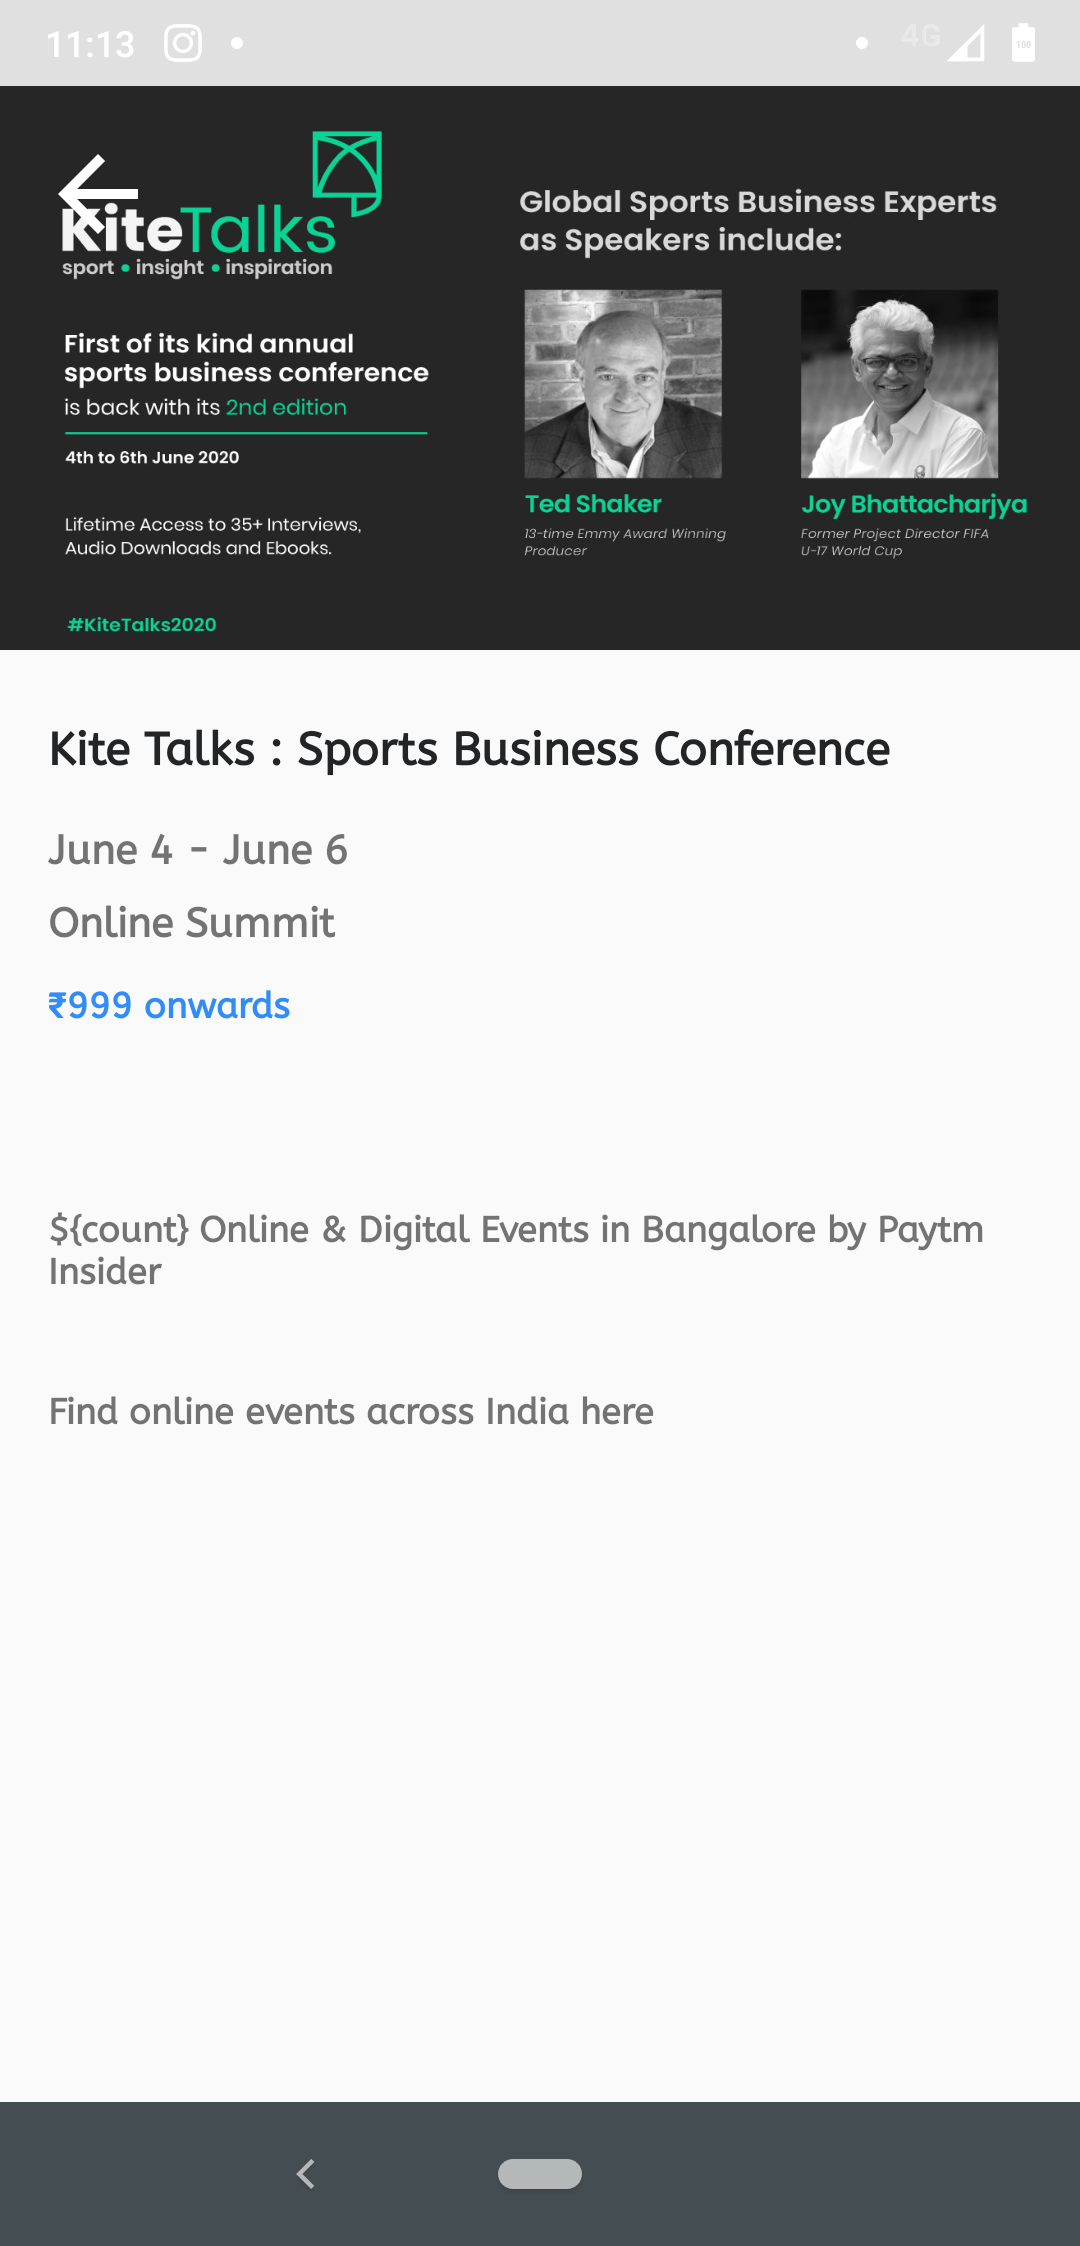 11:13
4G
100
KiteTalks
sport • insight • inspiration
First of its kind annual
sports business conference
is back with its 2nd edition
4th to 6th June 2020
Lifetime Access to 35+ Interviews,
Audio Downloads and Ebooks.
#KiteTalks2020
Global Sports Business Experts
as Speakers include:
Ted Shaker
13-time Emmy Award Winning
Producer
Joy Bhattacharjya
Former Project Director FIFA
U-17 World Cup
Kite Talks : Sports Business Conference
June 4 - June 6
Online Summit
₹999 onwards
${count} Online & Digital Events in Bangalore by Paytm
Insider
Find online events across India here